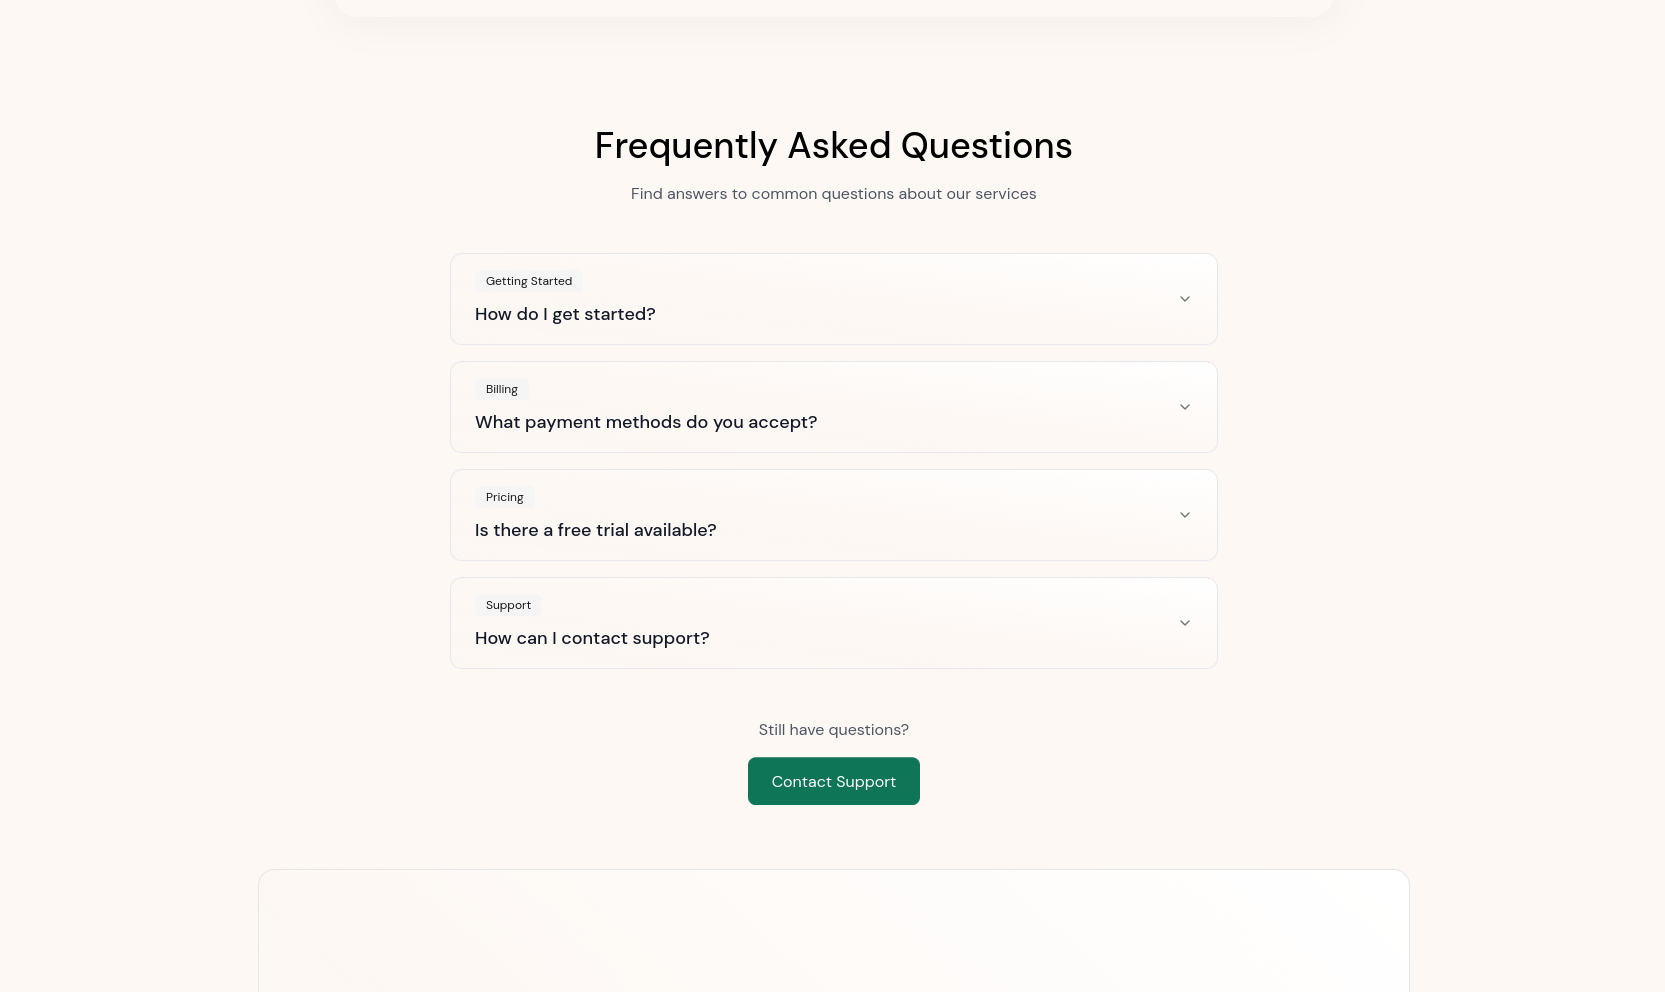 Frequently Asked Questions
Find answers to common questions about our services
Getting Started
How do I get started?
Billing
What payment methods do you accept?
Pricing
Is there a free trial available?
Support
How can I contact support?
Still have questions?
Contact Support